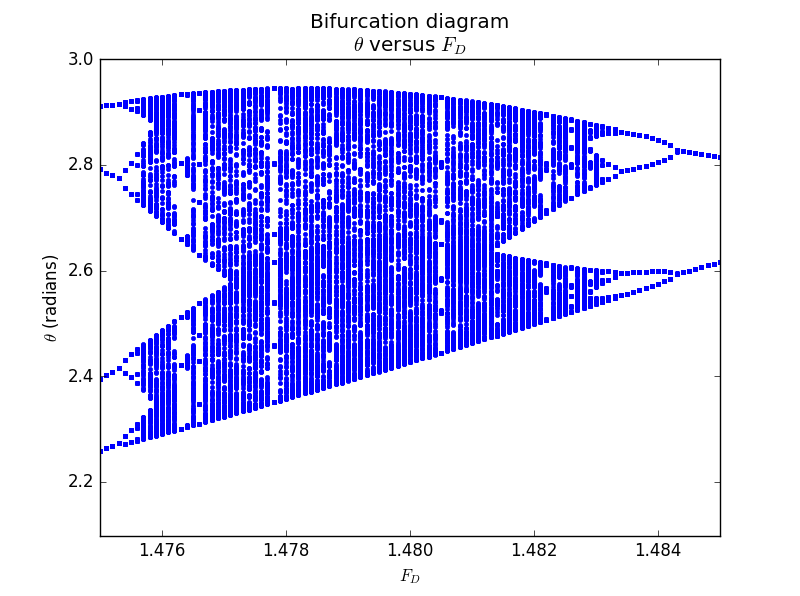 Bifurcation diagram
θ versus F_D
3.0
2.8
2.6
2.4
2.2
θ (radians)
1.476 1.478 1.480 1.482 1.484
F_D